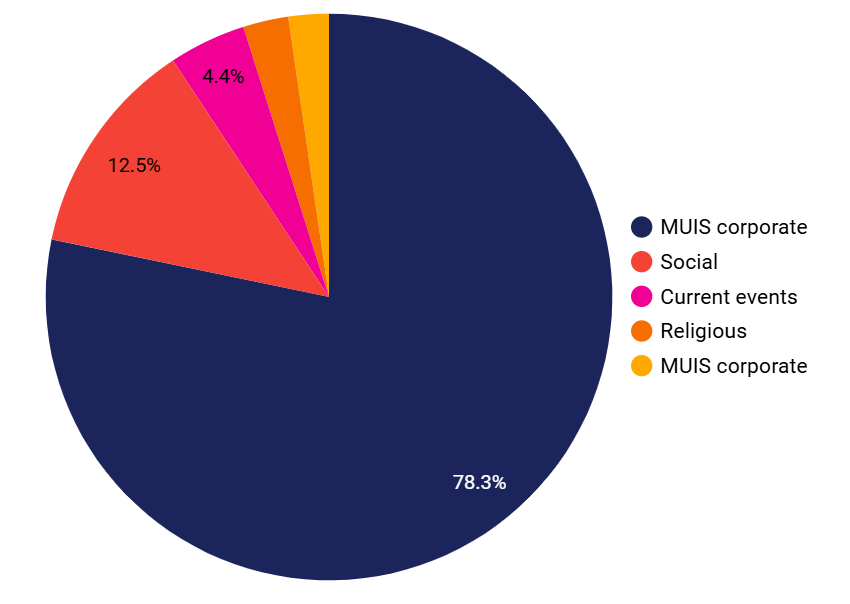 4.4%
12.5%
78.3%
MUIS corporate
Social
Current events
Religious
MUIS corporate